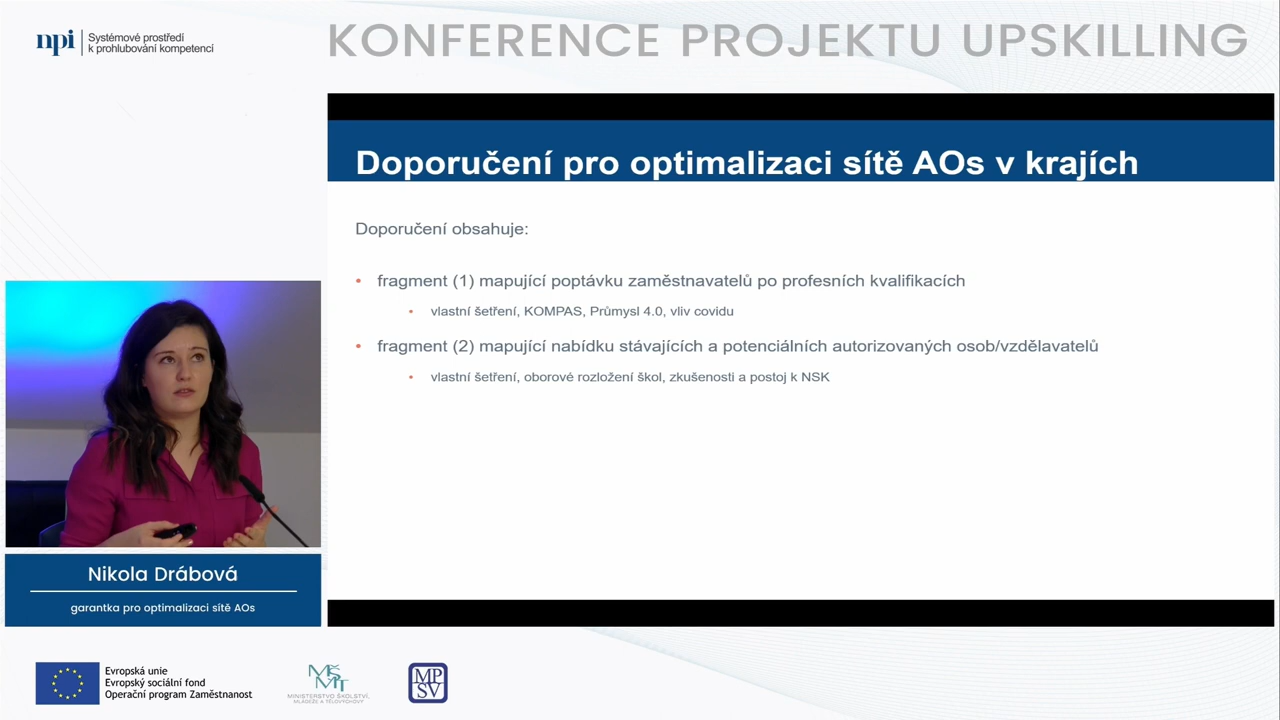 npi
Systémové prostředí
k prohlubování kompetencí
KONFERENCE PROJEKTU UPSKILLING
Doporučení pro optimalizaci sítě AOs v krajích
Doporučení obsahuje:
• fragment (1) mapující poptávku zaměstnavatelů po profesních kvalifikacích
• vlastní šetření, KOMPAS, Průmysl 4.0, vliv covidu
• fragment (2) mapující nabídku stávajících a potenciálních autorizovaných osob/vzdělavatelů
• vlastní šetření, oborové rozložení škol, zkušenosti a postoj k NSK
Nikola Drábová
garantka pro optimalizaci sítě AOs
Evropská unie
Evropský sociální fond
Operační program Zaměstnanost
MŠMT
MINISTERSTVO ŠKOLSTVÍ,
MLÁDEŽE A TĚLOVÝCHOVY
MP
SV